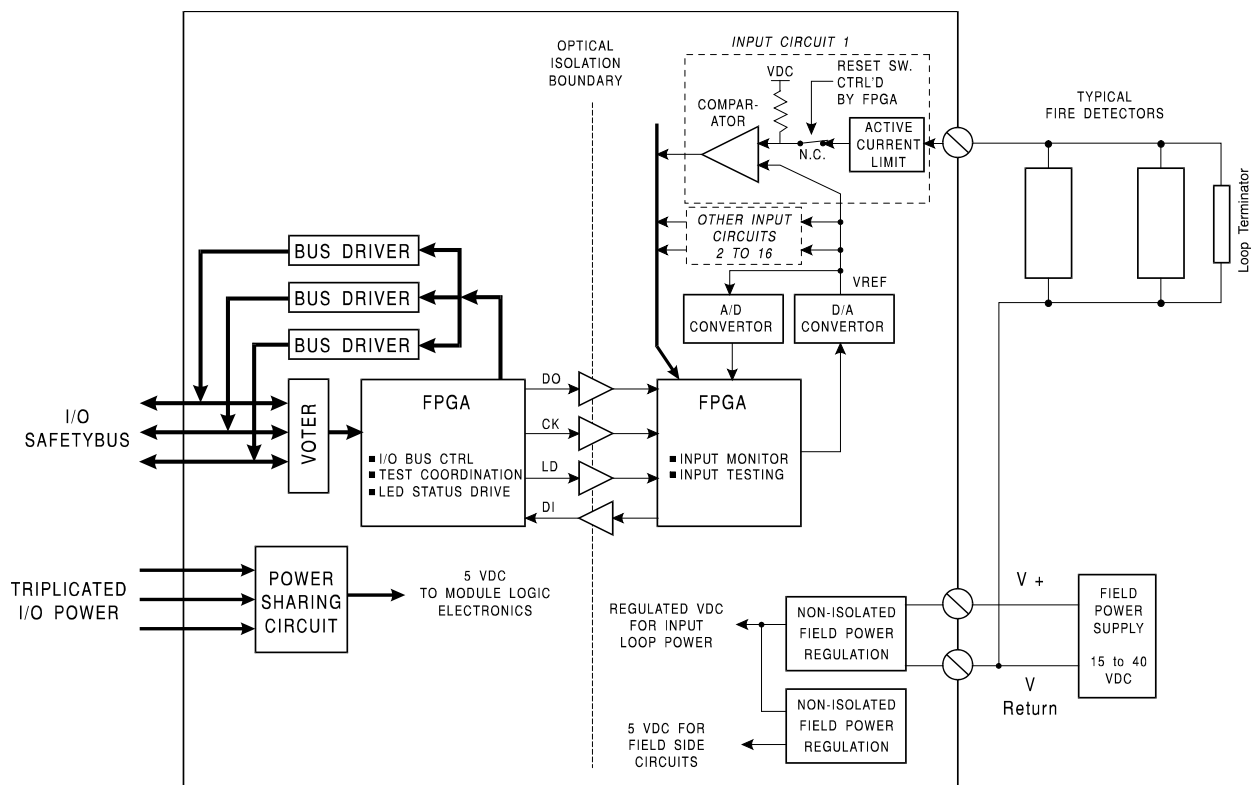 OPTICAL
ISOLATION
BOUNDARY
INPUT CIRCUIT 1
VDC
RESET SW.
CTRL'D
BY FPGA
COMPAR-
ATOR
N.C.
ACTIVE
CURRENT
LIMIT
TYPICAL
FIRE DETECTORS
Loop Terminator
OTHER INPUT
CIRCUITS
2 TO 16
VREF
A/D
CONVERTOR
D/A
CONVERTOR
BUS DRIVER
BUS DRIVER
BUS DRIVER
I/O
SAFETYBUS
VOTER
FPGA
■ I/O BUS CTRL
■ TEST COORDINATION
■ LED STATUS DRIVE
DO
CK
LD
DI
FPGA
■ INPUT MONITOR
■ INPUT TESTING
TRIPLICATED
I/O POWER
POWER
SHARING
CIRCUIT
5 VDC
TO MODULE LOGIC
ELECTRONICS
REGULATED VDC
FOR INPUT
LOOP POWER
NON-ISOLATED
FIELD POWER
REGULATION
V +
FIELD
POWER
SUPPLY
15 to 40
VDC
V
Return
5 VDC FOR
FIELD SIDE
CIRCUITS
NON-ISOLATED
FIELD POWER
REGULATION